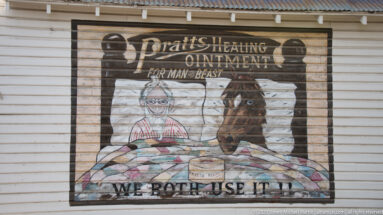 Pratts HEALING
OINTMENT
FOR MAN OR BEAST
WE BOTH USE IT !!